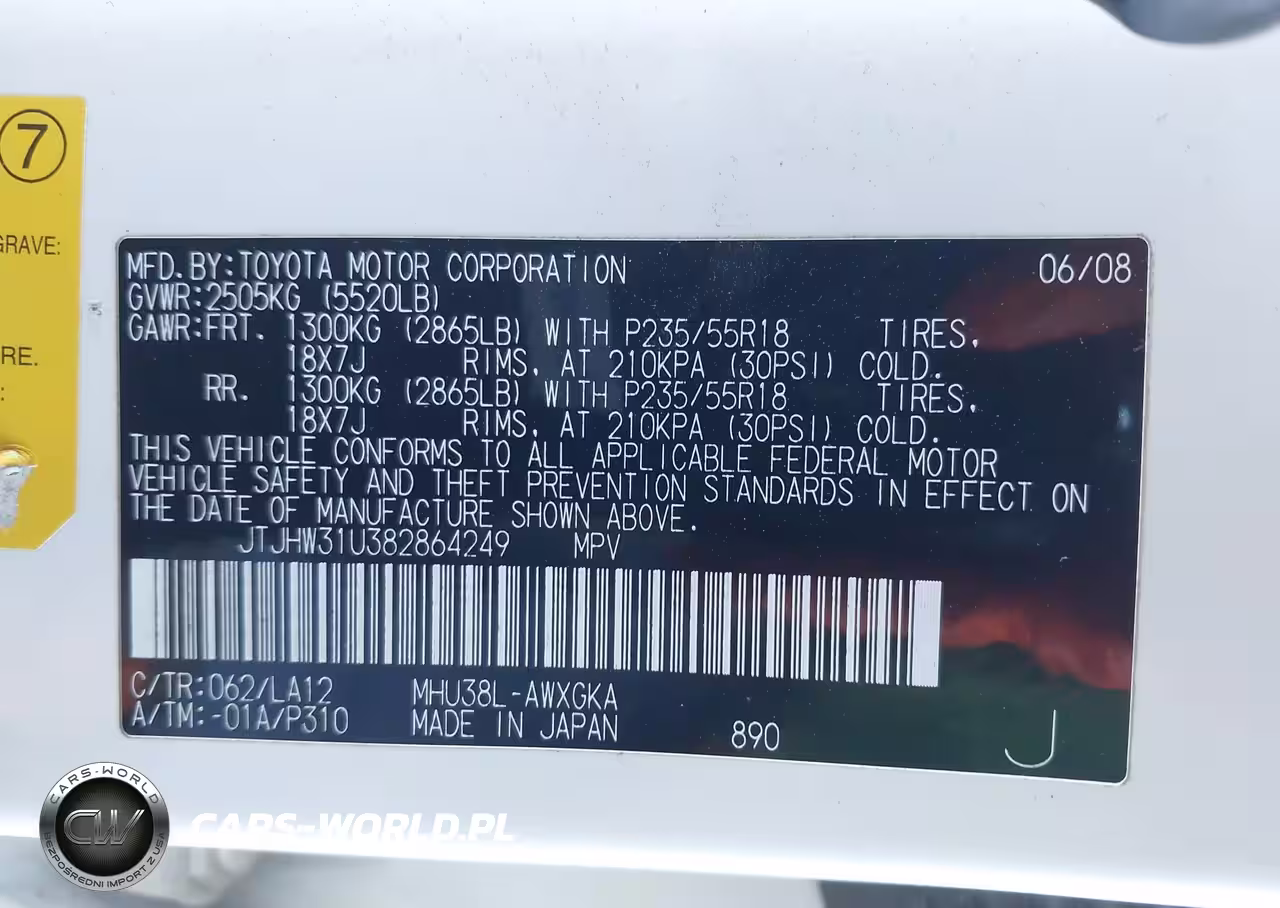 7
GRAVE:
RE.
:
MFD.BY:TOYOTA MOTOR CORPORATION 06/08
GVWR:2505KG (5520LB)
GAWR:FRT. 1300KG (2865LB) WITH P235/55R18 TIRES,
18X7J RIMS, AT 210KPA (30PSI) COLD.
RR. 1300KG (2865LB) WITH P235/55R18 TIRES,
18X7J RIMS, AT 210KPA (30PSI) COLD.
THIS VEHICLE CONFORMS TO ALL APPLICABLE FEDERAL MOTOR
VEHICLE SAFETY AND THEFT PREVENTION STANDARDS IN EFFECT ON
THE DATE OF MANUFACTURE SHOWN ABOVE.
JTJHW31U382864249 MPV
C/TR:062/LA12 MHU38L-AWXGKA
A/TM:-01A/P310 MADE IN JAPAN 890 J
CARS-WORLD
CW
BEZPOŚREDNI IMPORT Z USA
CARS-WORLD.PL